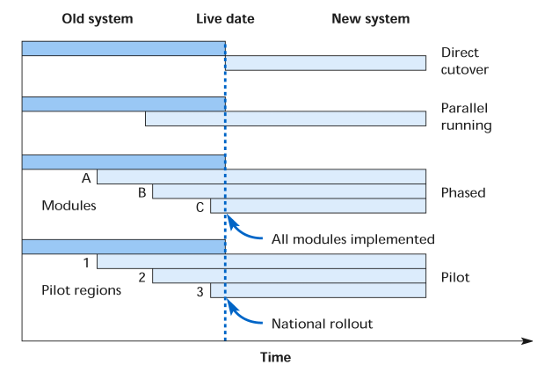 Old system Live date New system
Direct
cutover
Parallel
running
A
B
Phased
Modules
C
All modules implemented
1
2
Pilot
Pilot regions
3
National rollout
Time